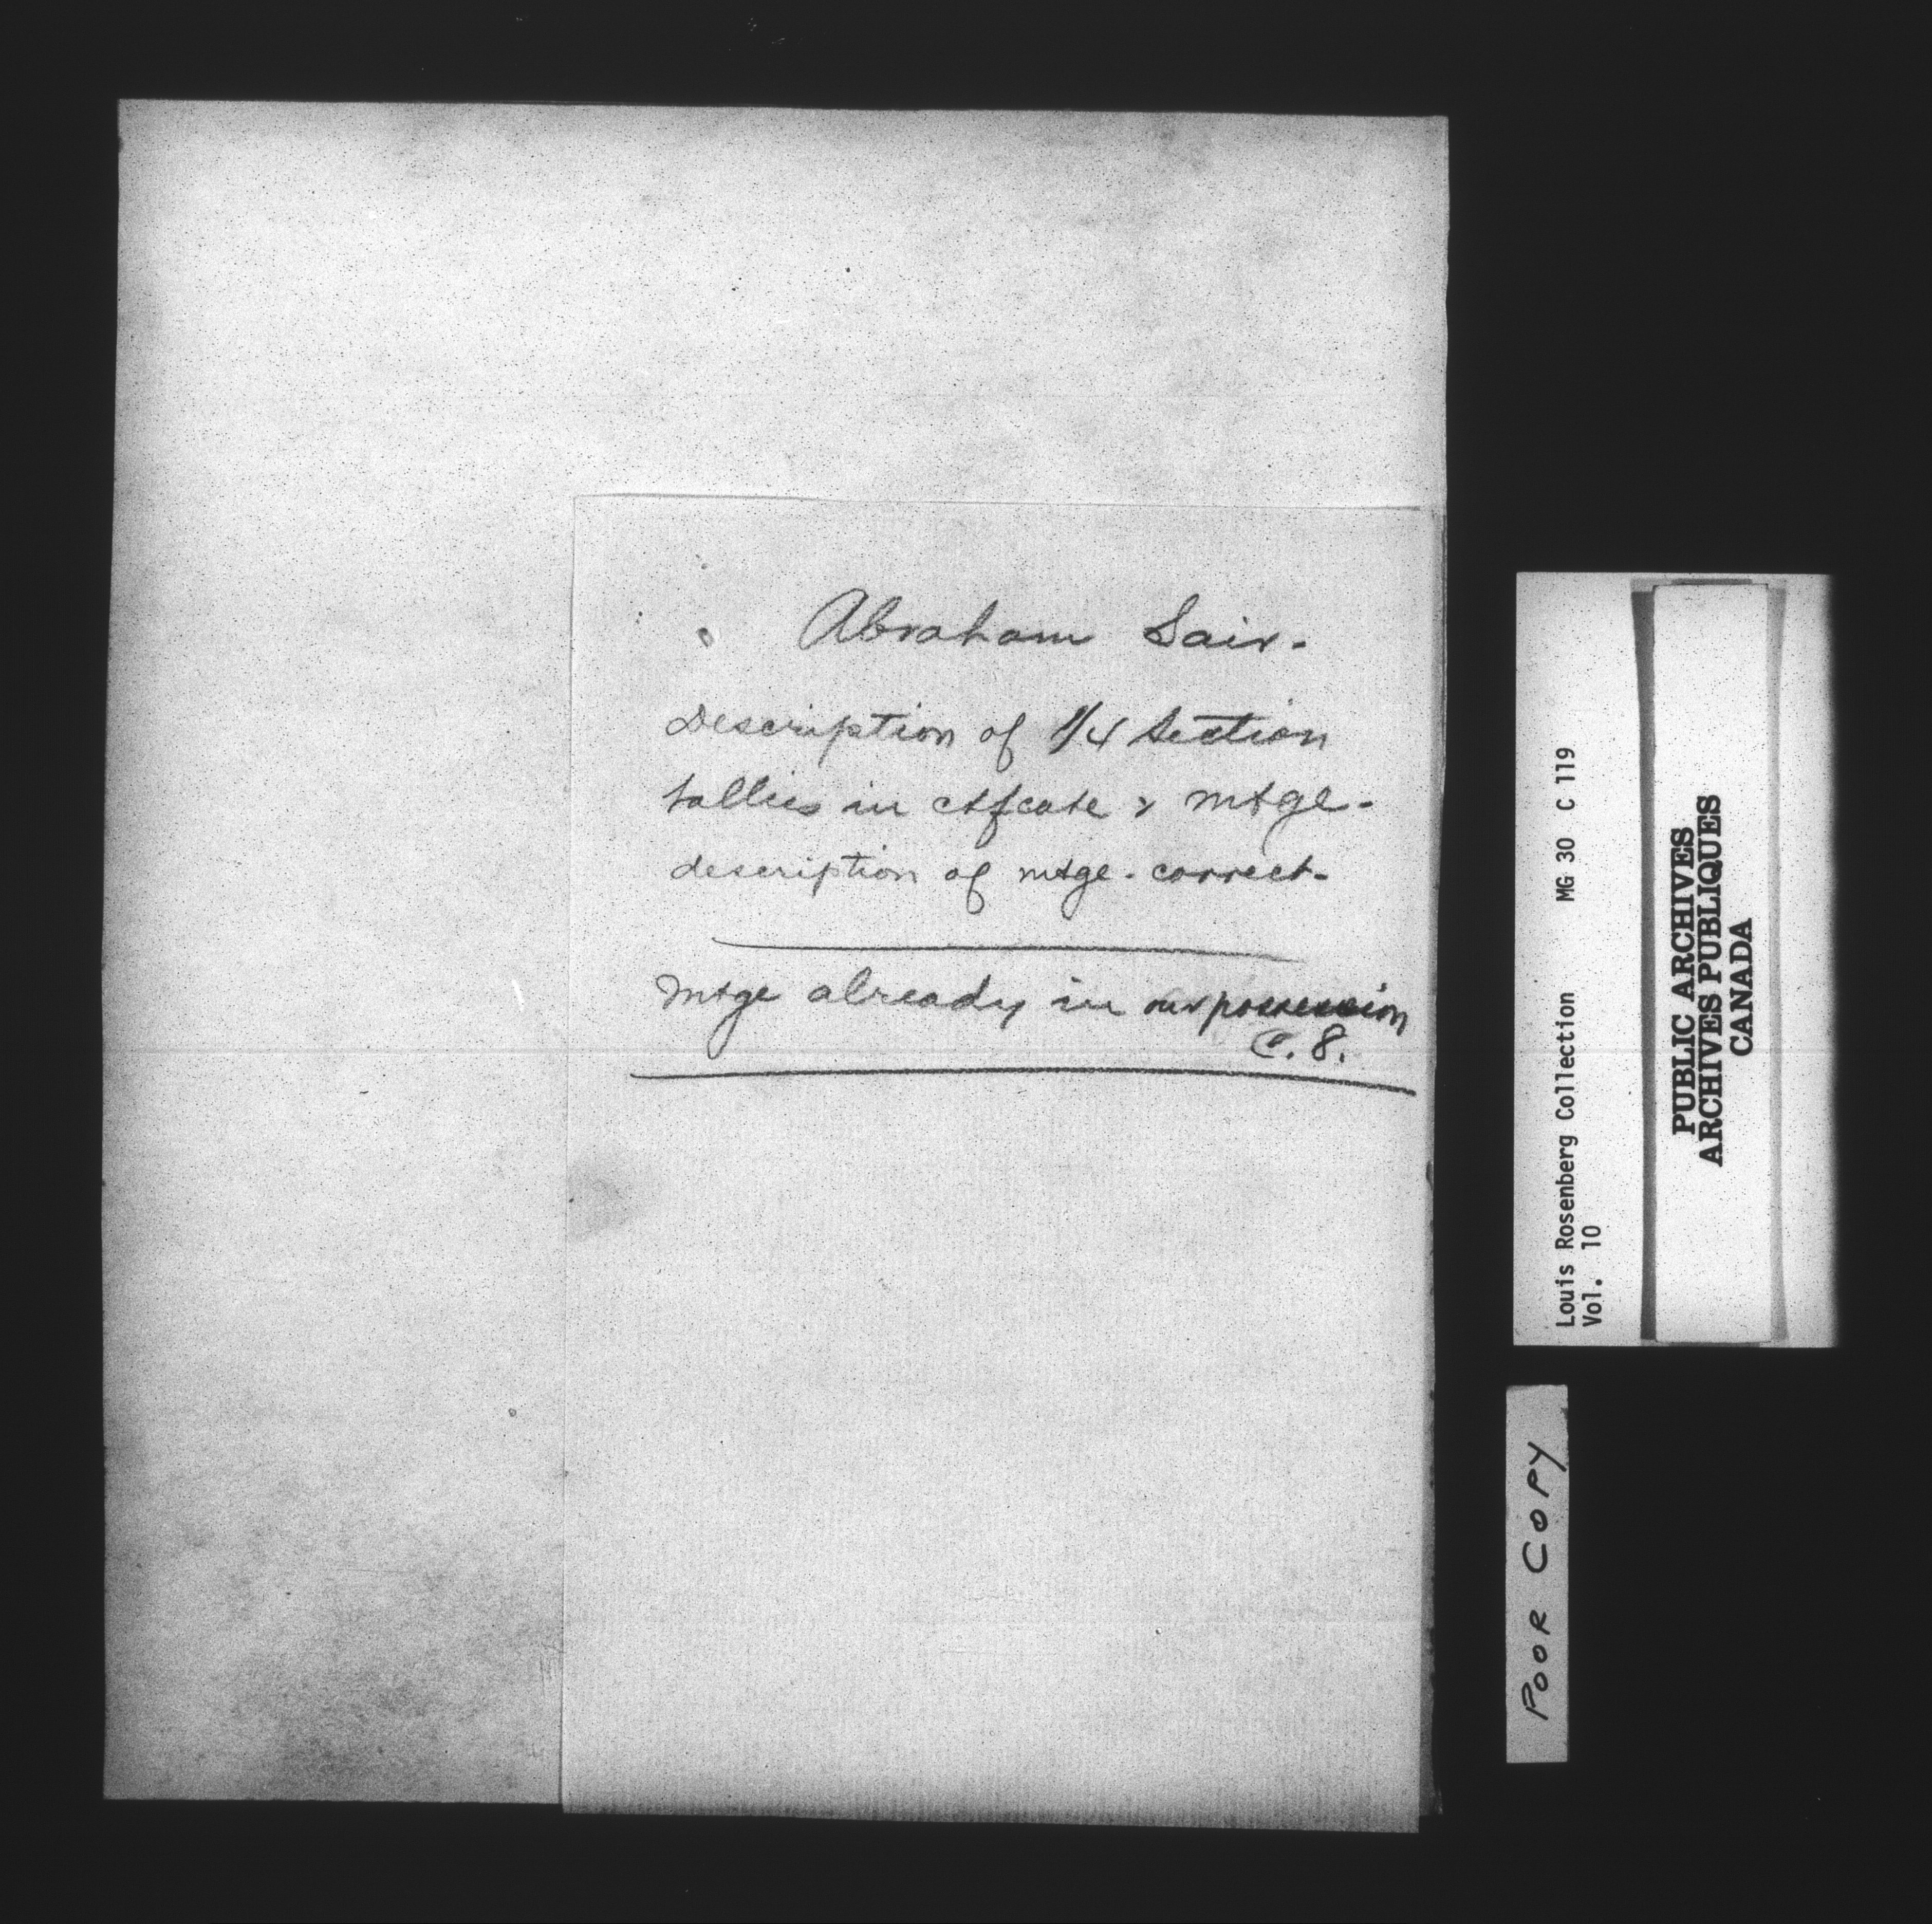 Abraham Sair.
Description of 1/4 Section
tallies in ctfcate & mtge.
description of mtge. correct.
Mtge already in our possession
C. 8.
Louis Rosenberg Collection MG 30 C 119
Vol. 10
PUBLIC ARCHIVES
ARCHIVES PUBLIQUES
CANADA
POOR COPY